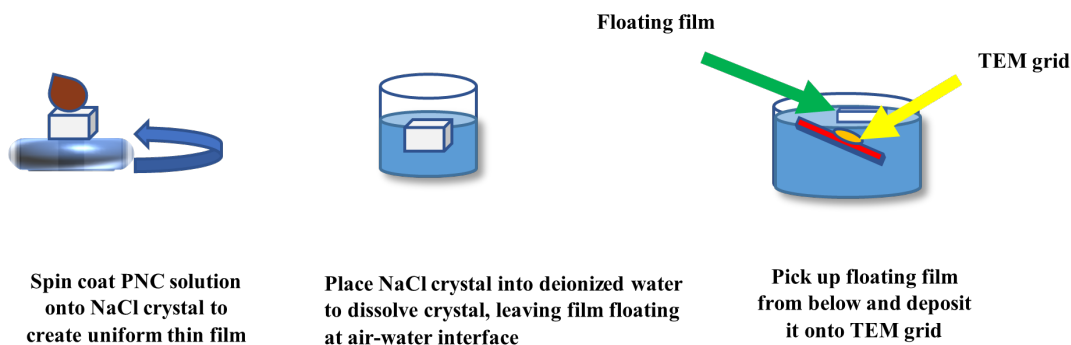 Floating film
TEM grid
Spin coat PNC solution
onto NaCl crystal to
create uniform thin film
Place NaCl crystal into deionized water
to dissolve crystal, leaving film floating
at air-water interface
Pick up floating film
from below and deposit
it onto TEM grid